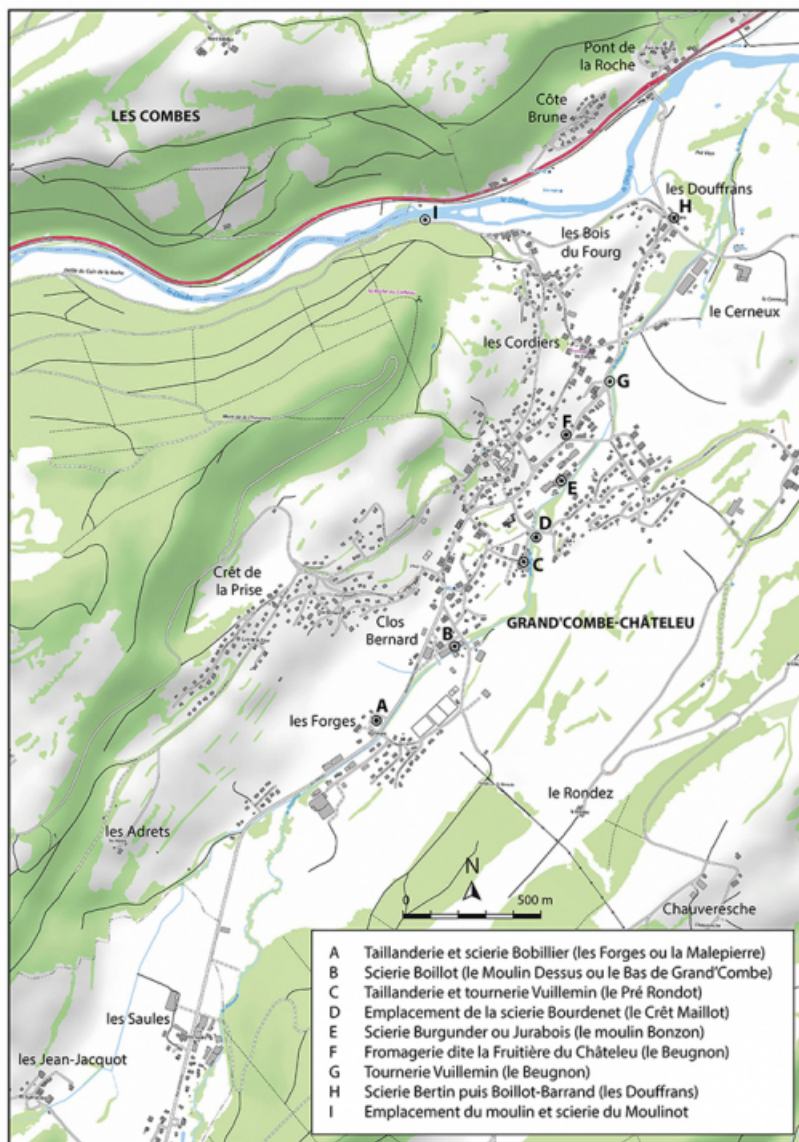 Pont de
la Roche
Côte
Brune
LES COMBES
les Douffrans
H
I
les Bois
du Fourg
le Doubs
le Cerneux
les Cordiers
G
F
E
D
C
Crêt de
la Prise
Clos
Bernard
GRAND'COMBE-CHÂTELEU
B
A
les Forges
le Rondez
les Adrets
N
0 500 m
Chauveresche
les Saules
les Jean-Jacquot
A Taillanderie et scierie Bobillier (les Forges ou la Malepierre)
B Scierie Boillot (le Moulin Dessus ou le Bas de Grand'Combe)
C Taillanderie et tournerie Vuillemin (le Pré Rondot)
D Emplacement de la scierie Bourdenet (le Crêt Maillot)
E Scierie Burgunder ou Jurabois (le moulin Bonzon)
F Fromagerie dite la Fruitière du Châteleu (le Beugnon)
G Tournerie Vuillemin (le Beugnon)
H Scierie Bertin puis Boillot-Barrand (les Douffrans)
I Emplacement du moulin et scierie du Moulinot